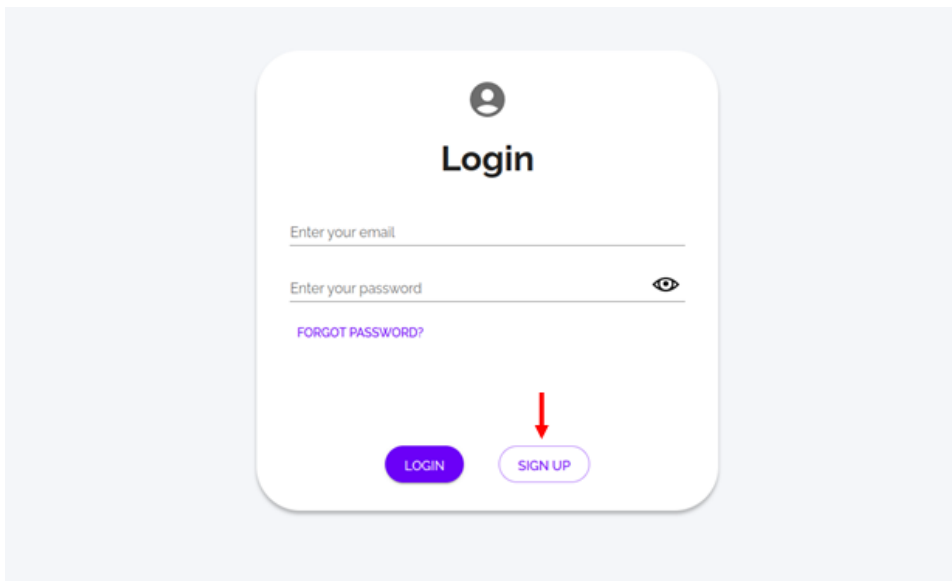 Login
Enter your email
Enter your password
FORGOT PASSWORD?
LOGIN SIGN UP